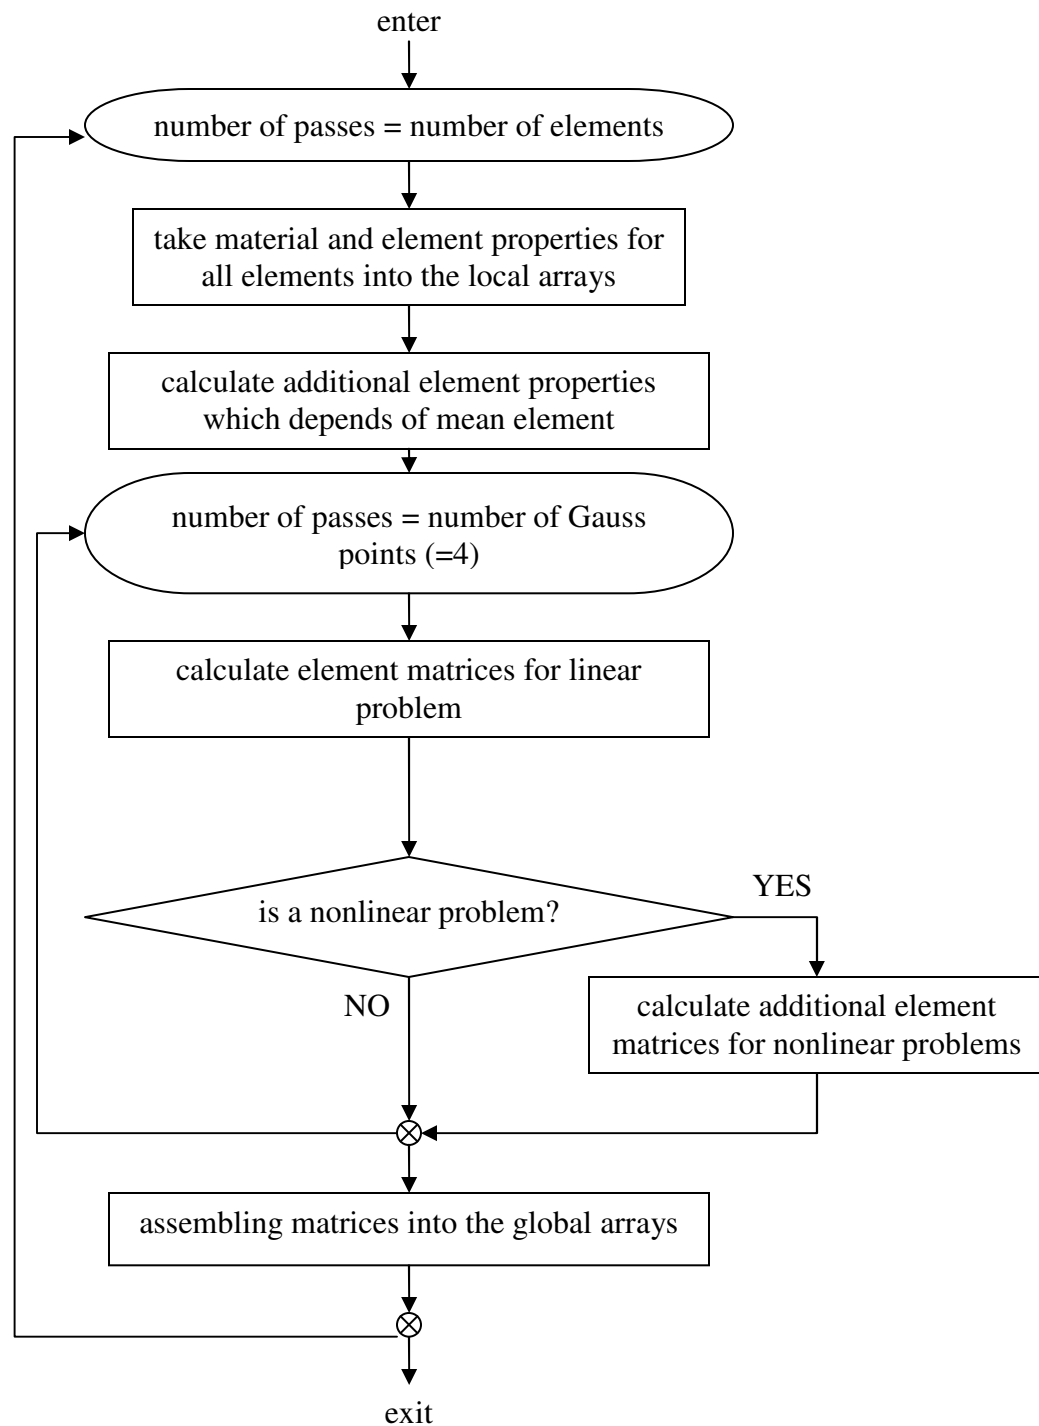 enter
number of passes = number of elements
take material and element properties for
all elements into the local arrays
calculate additional element properties
which depends of mean element
number of passes = number of Gauss
points (=4)
calculate element matrices for linear
problem
is a nonlinear problem?
YES
NO
calculate additional element
matrices for nonlinear problems
assembling matrices into the global arrays
exit